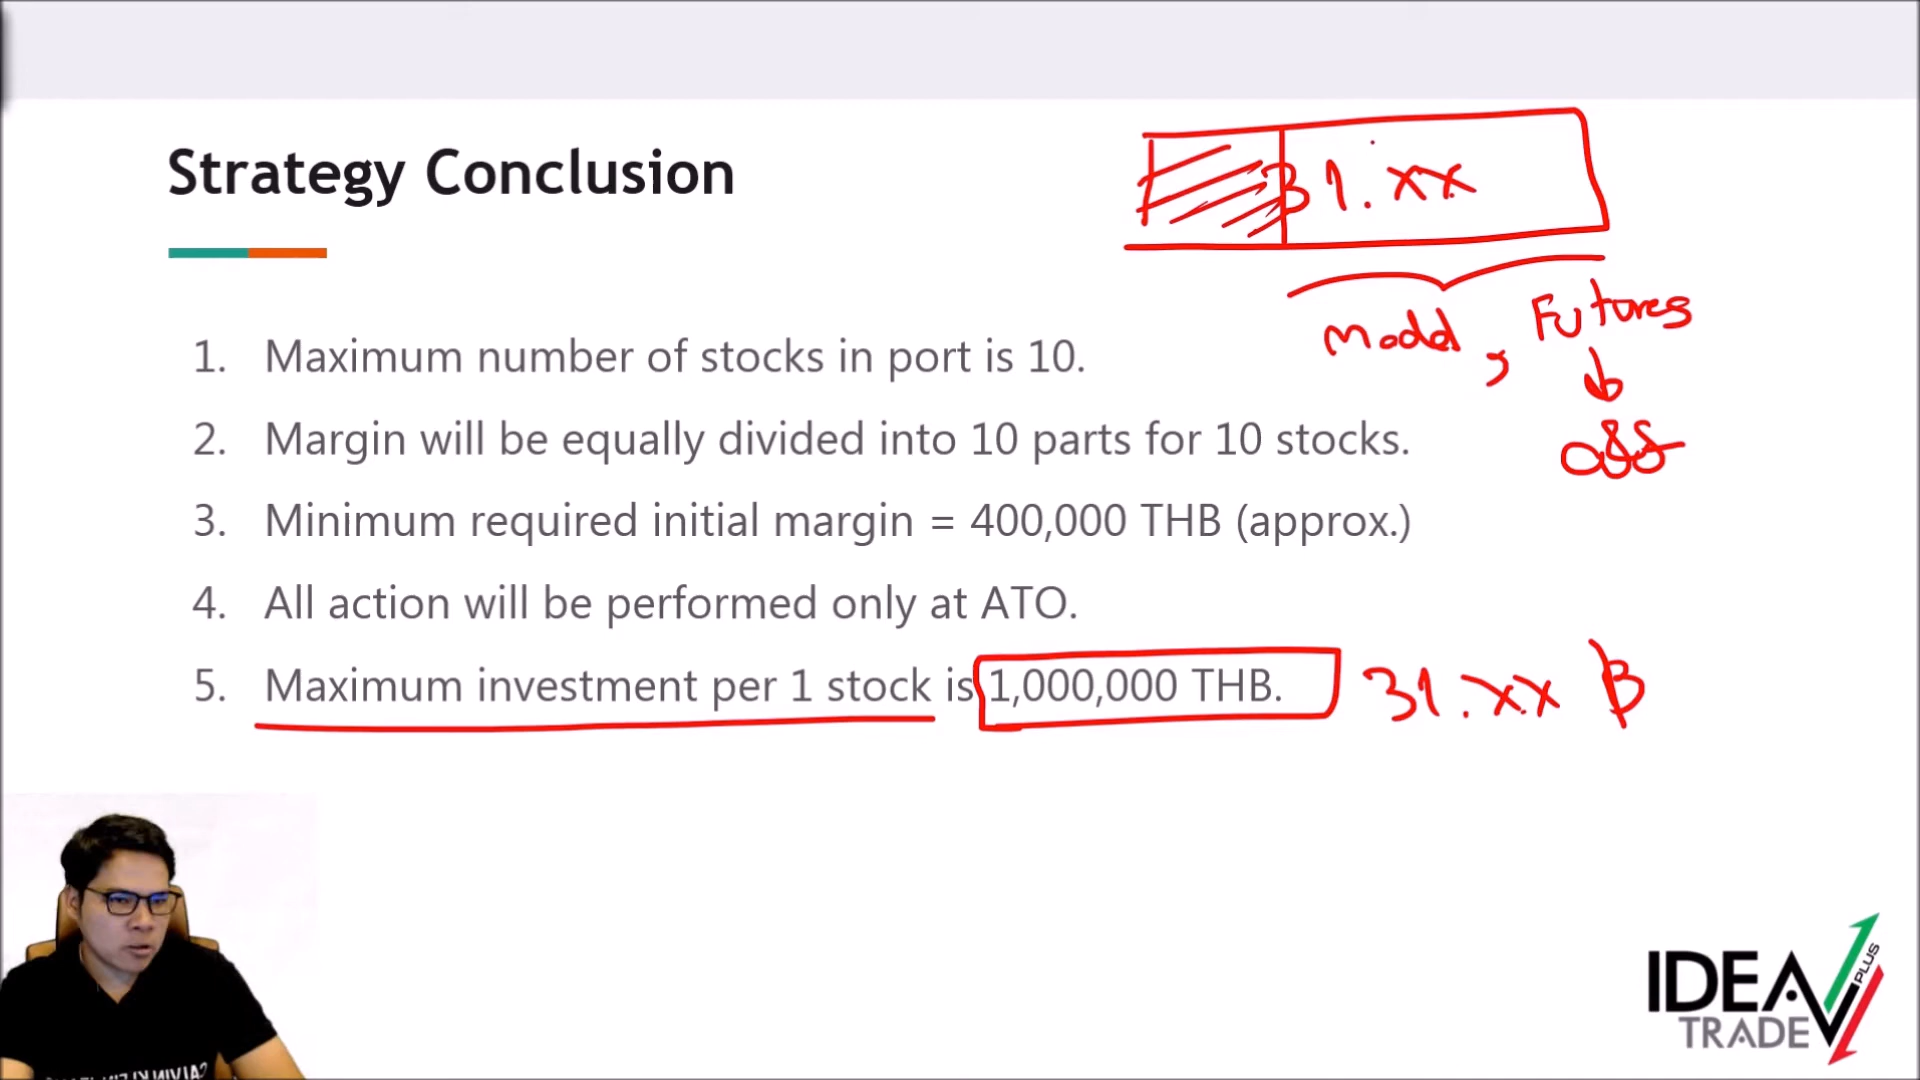 Strategy Conclusion
31.xx
Model, Futures
off
1. Maximum number of stocks in port is 10.
2. Margin will be equally divided into 10 parts for 10 stocks.
3. Minimum required initial margin = 400,000 THB (approx.)
4. All action will be performed only at ATO.
5. Maximum investment per 1 stock is 1,000,000 THB. 31.xx ฿
IDEA
TRADE
PLUS